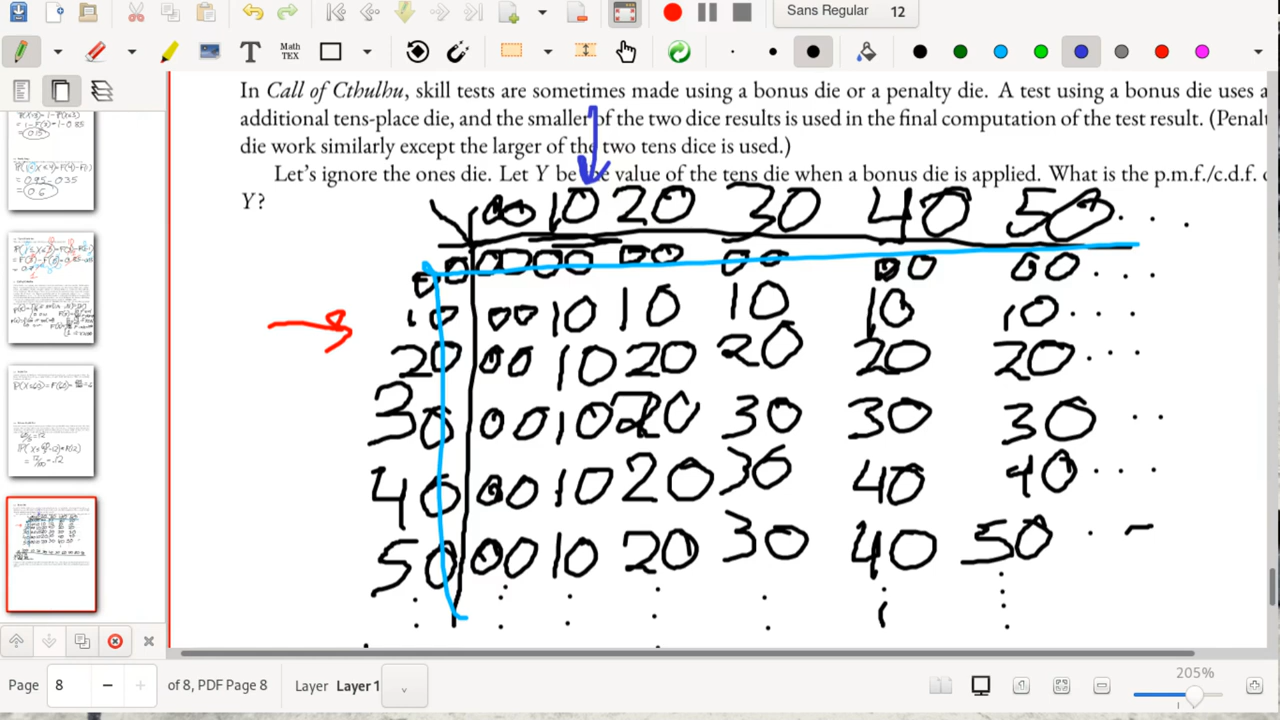 Sans Regular 12
T Math TEX
In Call of Cthulhu, skill tests are sometimes made using a bonus die or a penalty die. A test using a bonus die uses a
additional tens-place die, and the smaller of the two dice results is used in the final computation of the test result. (Penal
die work similarly except the larger of the two tens dice is used.)
Let's ignore the ones die. Let Y be the value of the tens die when a bonus die is applied. What is the p.m.f./c.d.f.
Y?
00 10 20 30 40 50 . . .
00 00 00 00 00 00 00 . . .
10 00 10 10 10 10 10 . . .
20 00 10 20 20 20 20 . . .
30 00 10 20 30 30 30 . .
40 00 10 20 30 40 40 . . .
50 00 10 20 30 40 50 . -
Page 8 of 8, PDF Page 8 Layer Layer 1 205%